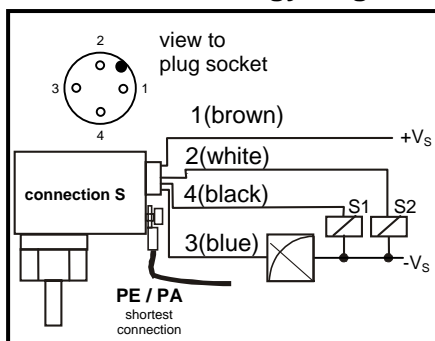 2
view to
plug socket
3
1
4
1(brown)
+VS
2(white)
connection S
4(black)
S1
S2
3(blue)
-VS
PE / PA
shortest
connection